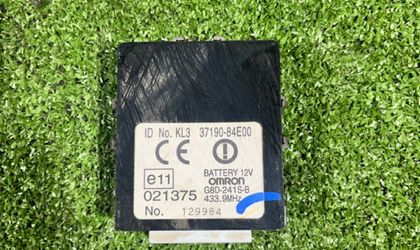 ID No. KL3 37190-84E00
CE
BATTERY 12V
e11 OMRON
021375 G8D-241S-B
433.9MHz
No. 129984